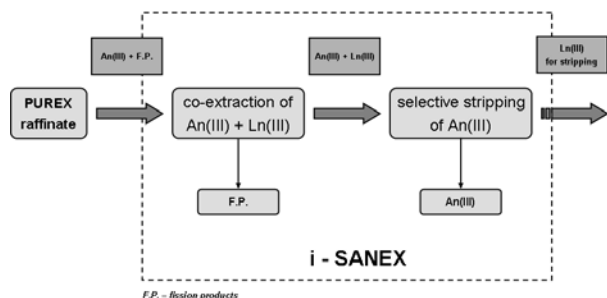 An(III) + F.P.
An(III) + Ln(III)
Ln(III)
for stripping
PUREX
raffinate
co-extraction of
An(III) + Ln(III)
selective stripping
of An(III)
F.P.
An(III)
i - SANEX
F.P. – fission products